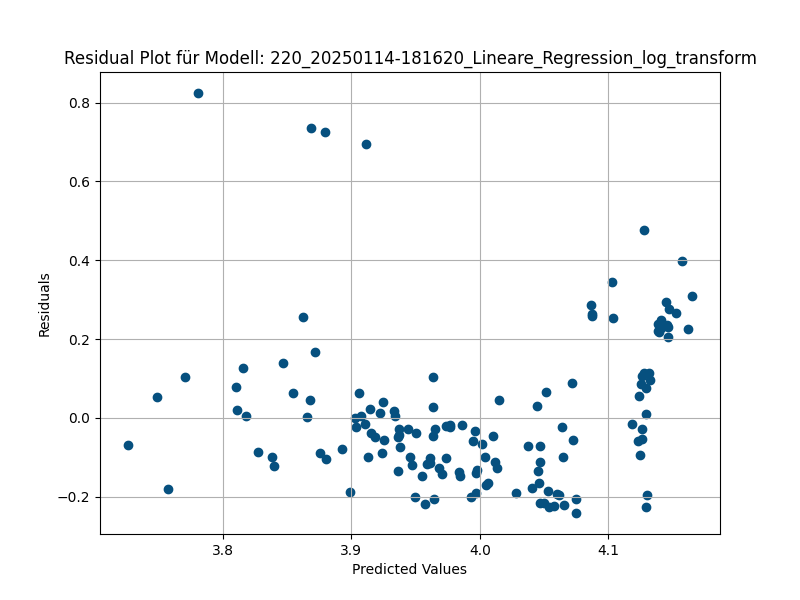 Residual Plot für Modell: 220_20250114-181620_Lineare_Regression_log_transform
0.8
0.6
0.4
0.2
0.0
−0.2
Residuals
3.8 3.9 4.0 4.1
Predicted Values